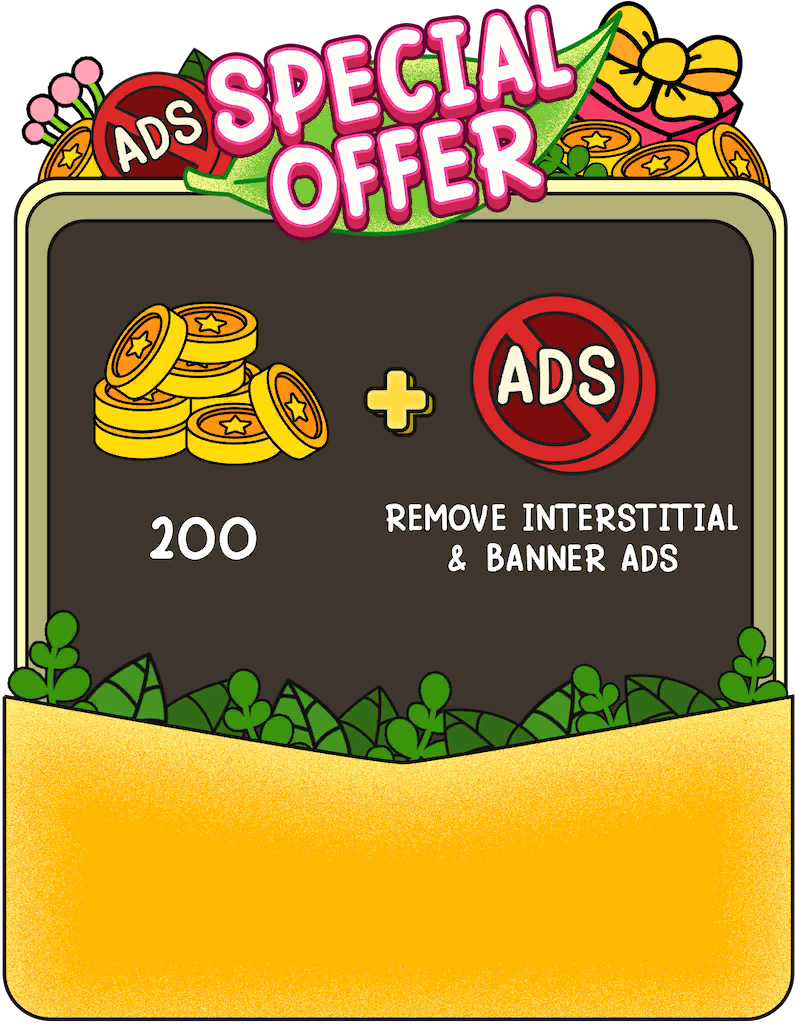 ADS
SPECIAL
OFFER
ADS
200
REMOVE INTERSTITIAL
& BANNER ADS